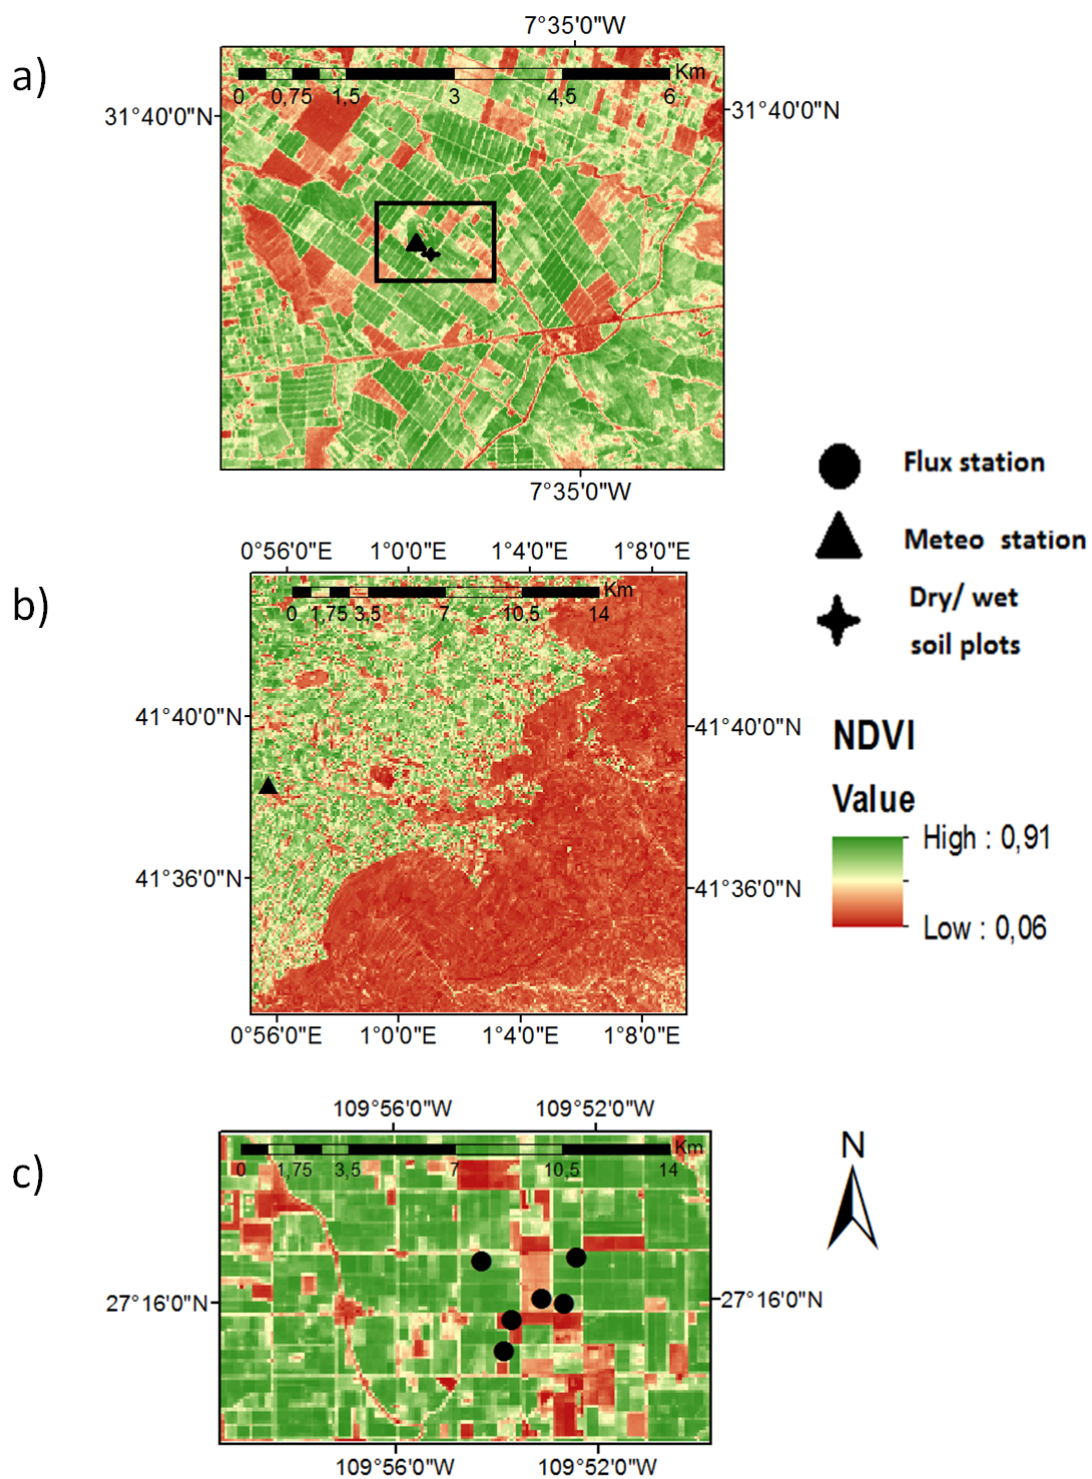 7°35'0"W
a)
Km
0 0,75 1,5 3 4,5 6
31°40'0"N 31°40'0"N
7°35'0"W
Flux station
Meteo station
Dry/ wet
soil plots
0°56'0"E 1°0'0"E 1°4'0"E 1°8'0"E
b)
Km
0 1,75 3,5 7 10,5 14
41°40'0"N 41°40'0"N
41°36'0"N 41°36'0"N
0°56'0"E 1°0'0"E 1°4'0"E 1°8'0"E
NDVI
Value
High : 0,91
Low : 0,06
109°56'0"W 109°52'0"W
c)
Km
0 1,75 3,5 7 10,5 14
27°16'0"N 27°16'0"N
109°56'0"W 109°52'0"W
N